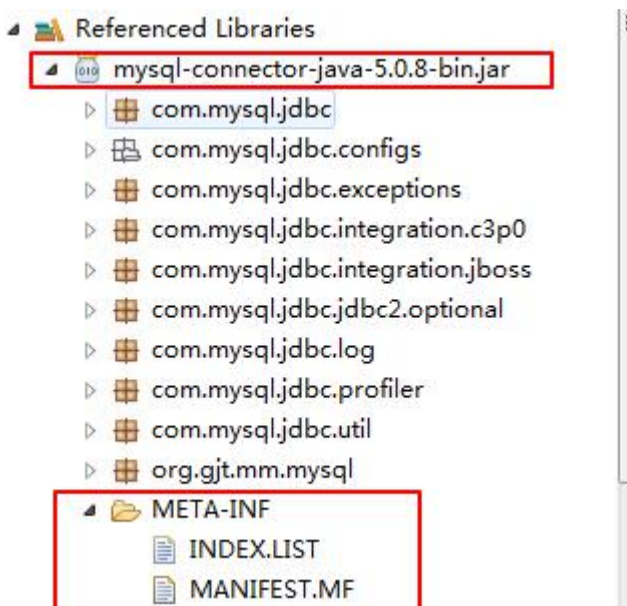 Referenced Libraries
mysql-connector-java-5.0.8-bin.jar
com.mysql.jdbc
com.mysql.jdbc.configs
com.mysql.jdbc.exceptions
com.mysql.jdbc.integration.c3p0
com.mysql.jdbc.integration.jboss
com.mysql.jdbc.jdbc2.optional
com.mysql.jdbc.log
com.mysql.jdbc.profiler
com.mysql.jdbc.util
org.gjt.mm.mysql
META-INF
INDEX.LIST
MANIFEST.MF